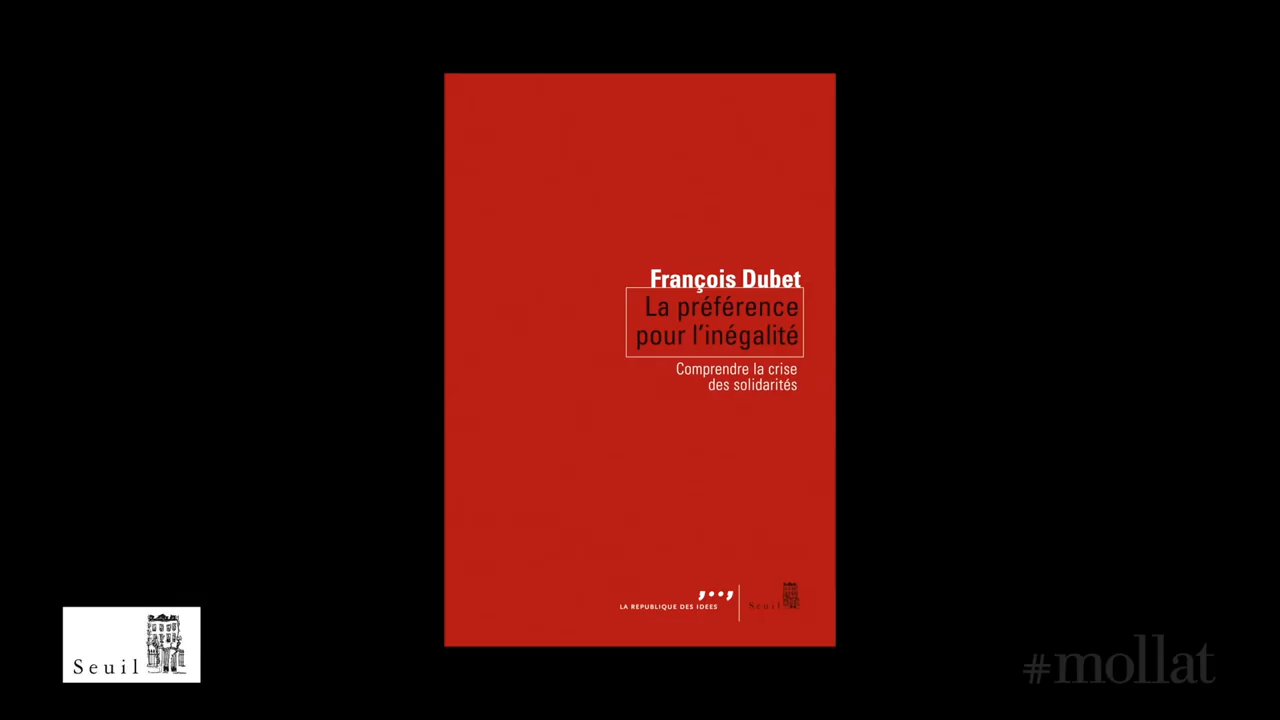 François Dubet
La préférence
pour l'inégalité
Comprendre la crise
des solidarités
LA REPUBLIQUE DES IDEES
Seuil
Seuil
#mollat